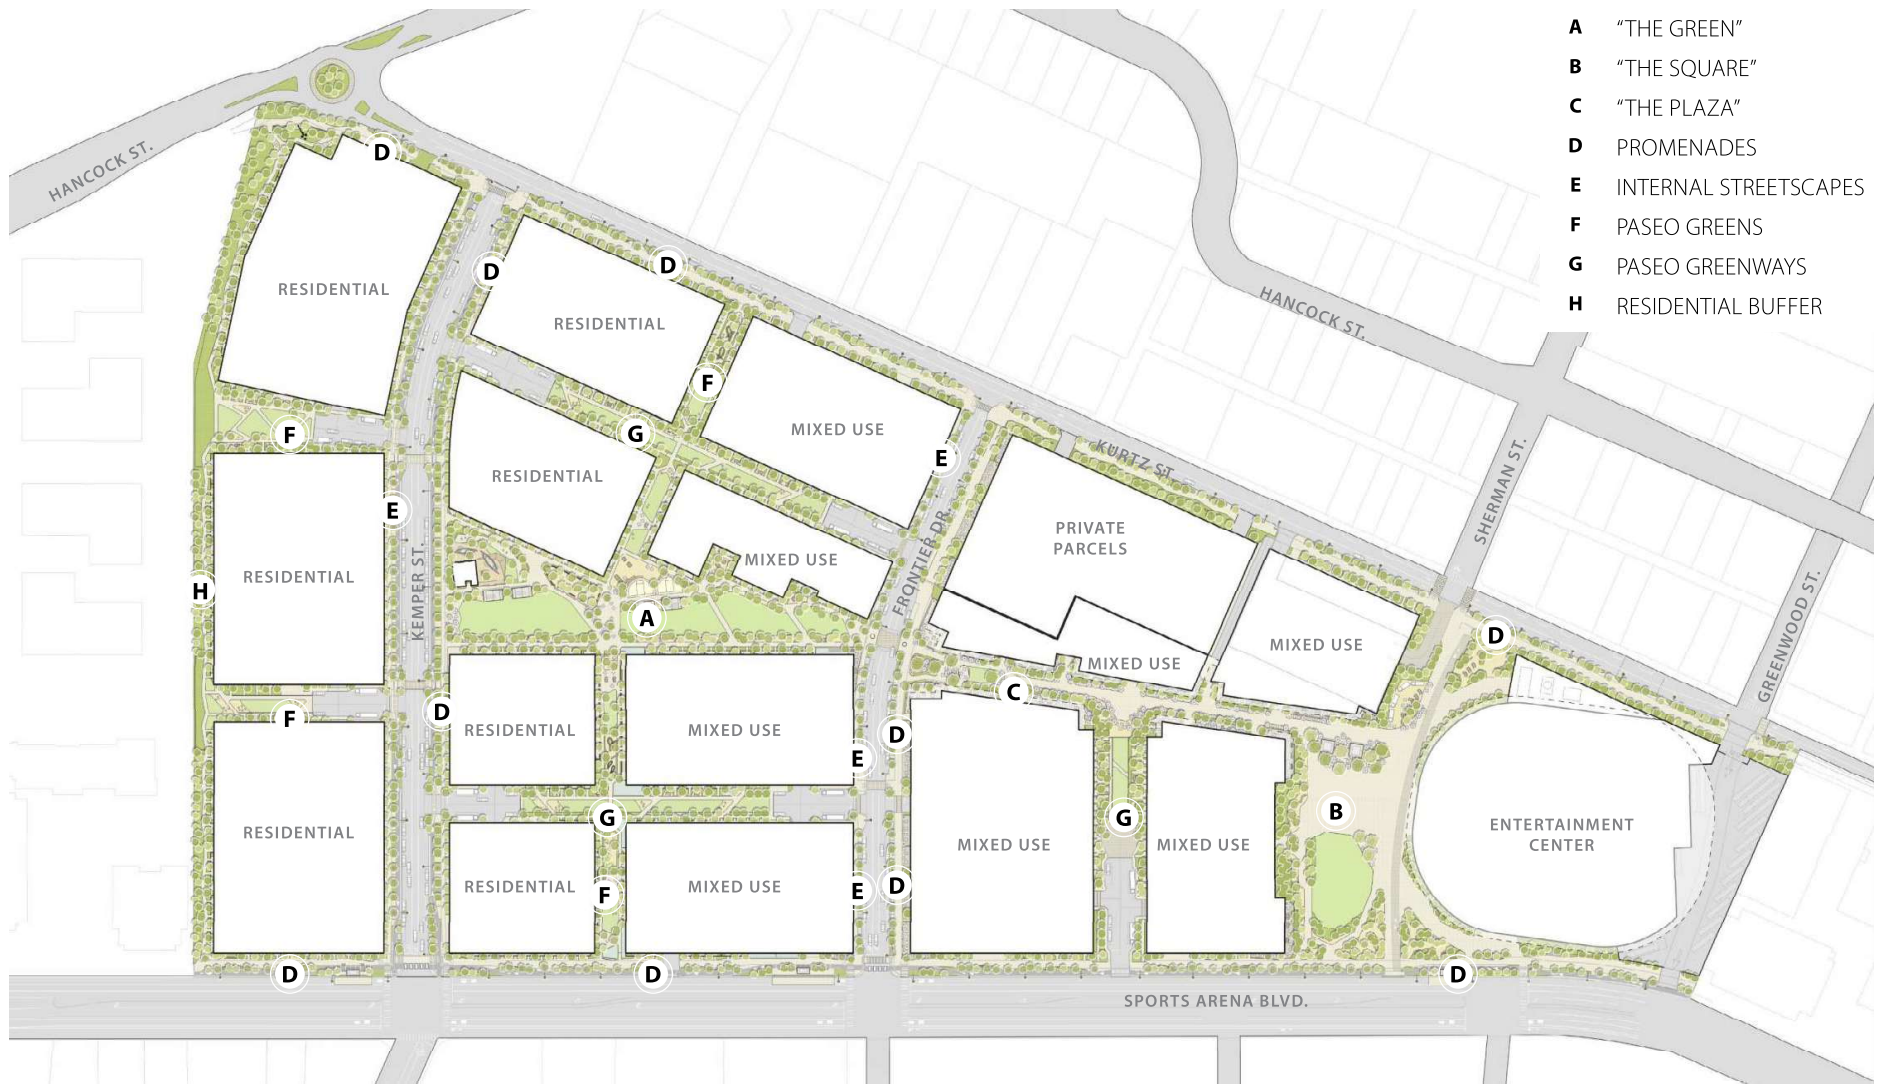 A "THE GREEN"
B "THE SQUARE"
C "THE PLAZA"
D PROMENADES
E INTERNAL STREETSCAPES
F PASEO GREENS
G PASEO GREENWAYS
H RESIDENTIAL BUFFER
HANCOCK ST.
D
D
D
RESIDENTIAL
HANCOCK ST.
RESIDENTIAL
F
F
G
MIXED USE
E
KURTZ ST.
RESIDENTIAL
SHERMAN ST.
E
PRIVATE
PARCELS
FRONTIER DR.
MIXED USE
RESIDENTIAL
H
KEMPER ST.
A
GREENWOOD ST.
D
MIXED USE
MIXED USE
C
F
D
RESIDENTIAL
MIXED USE
D
E
G
G
B
RESIDENTIAL
MIXED USE
MIXED USE
ENTERTAINMENT
CENTER
RESIDENTIAL
F
MIXED USE
E
D
D
D
D
SPORTS ARENA BLVD.